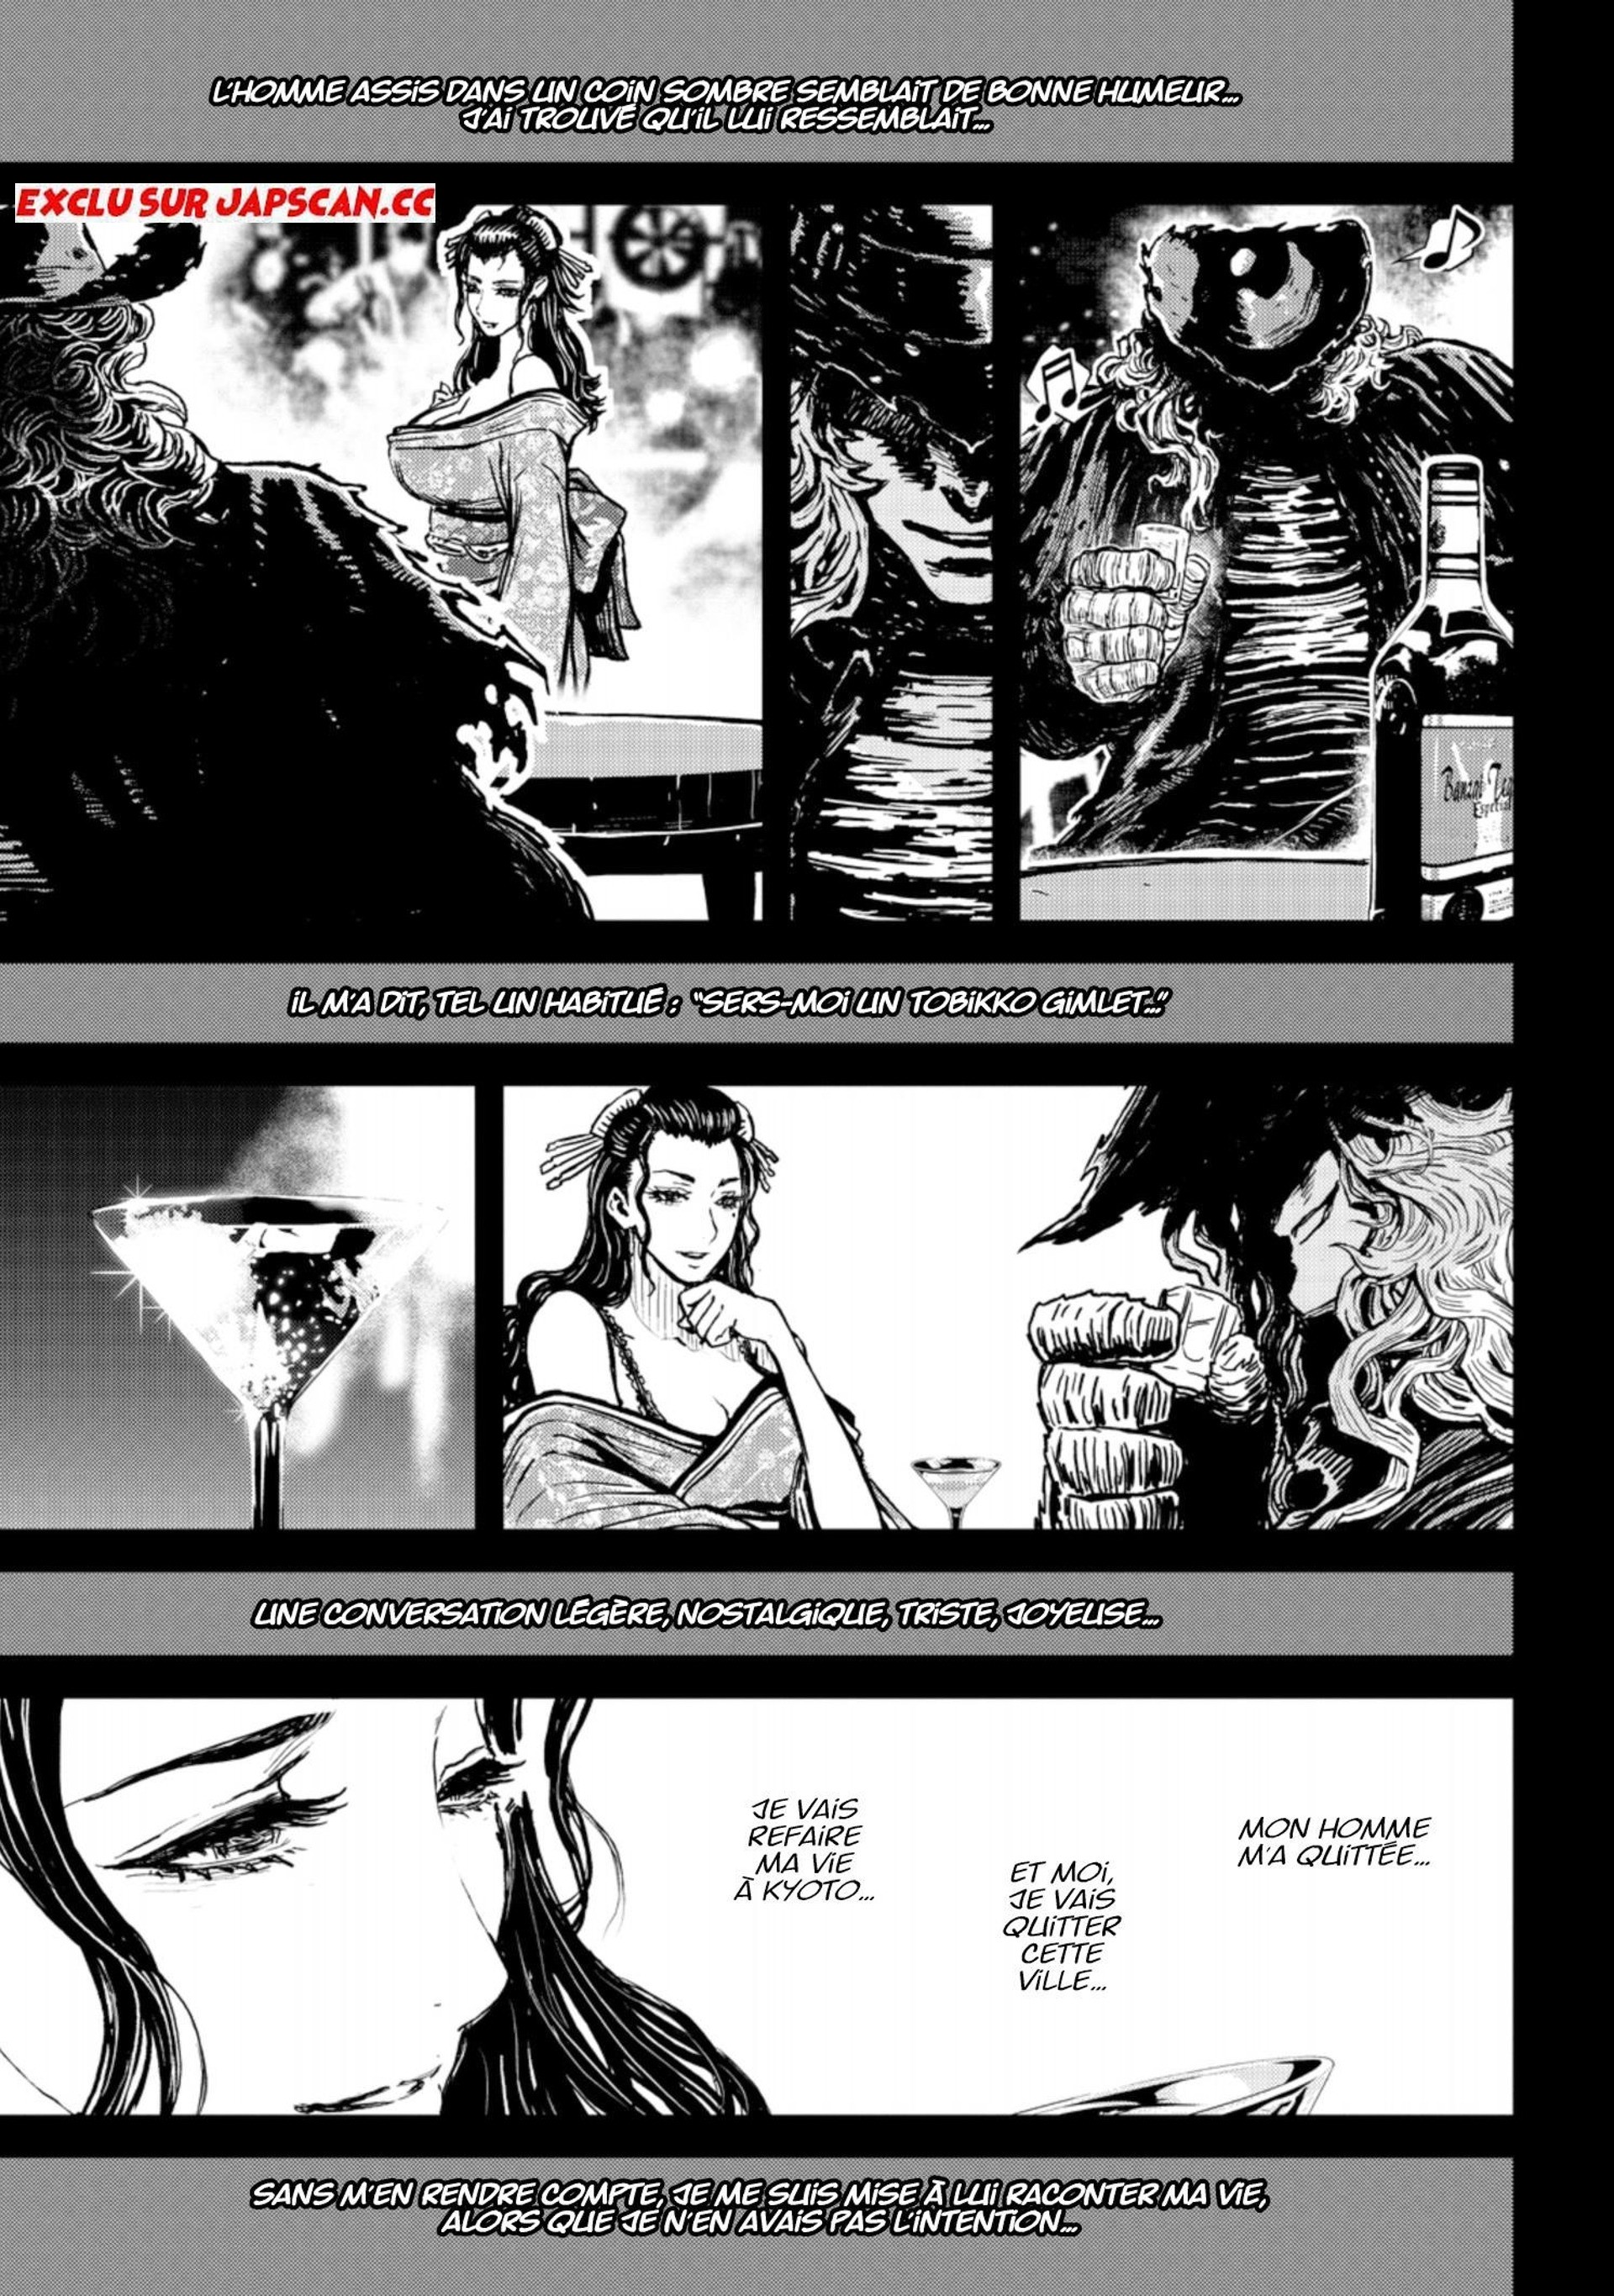 L'HOMME ASSIS DANS UN COIN SOMBRE SEMBLAIT DE BONNE HUMEUR...
J'AI TROUVÉ QU'IL LUI RESSEMBLAIT...
EXCLU SUR JAPSCAN.CC
IL M'A DIT, TEL UN HABITUÉ : "SERS-MOI UN TOBIKKO GIMLET..."
UNE CONVERSATION LÉGÈRE, NOSTALGIQUE, TRISTE, JOYEUSE...
MON HOMME
M'A QUITTÉE...
ET MOI,
JE VAIS
QUITTER
CETTE
VILLE...
JE VAIS
REFAIRE
MA VIE
À KYOTO...
SANS M'EN RENDRE COMPTE, JE ME SUIS MISE À LUI RACONTER MA VIE,
ALORS QUE JE N'EN AVAIS PAS L'INTENTION...